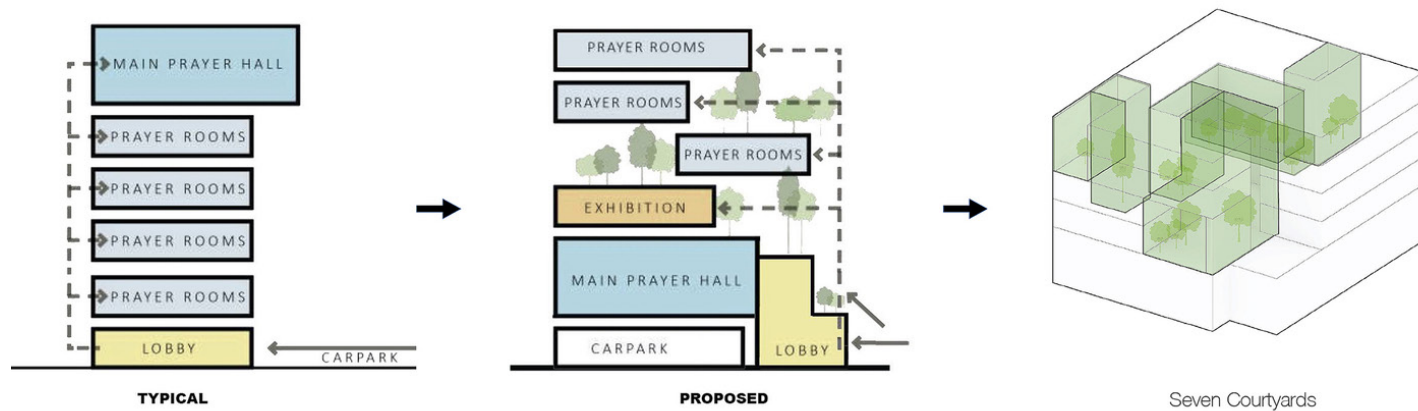 MAIN PRAYER HALL
PRAYER ROOMS
PRAYER ROOMS
PRAYER ROOMS
PRAYER ROOMS
LOBBY
CARPARK
TYPICAL
PRAYER ROOMS
PRAYER ROOMS
PRAYER ROOMS
EXHIBITION
MAIN PRAYER HALL
CARPARK
LOBBY
PROPOSED
Seven Courtyards